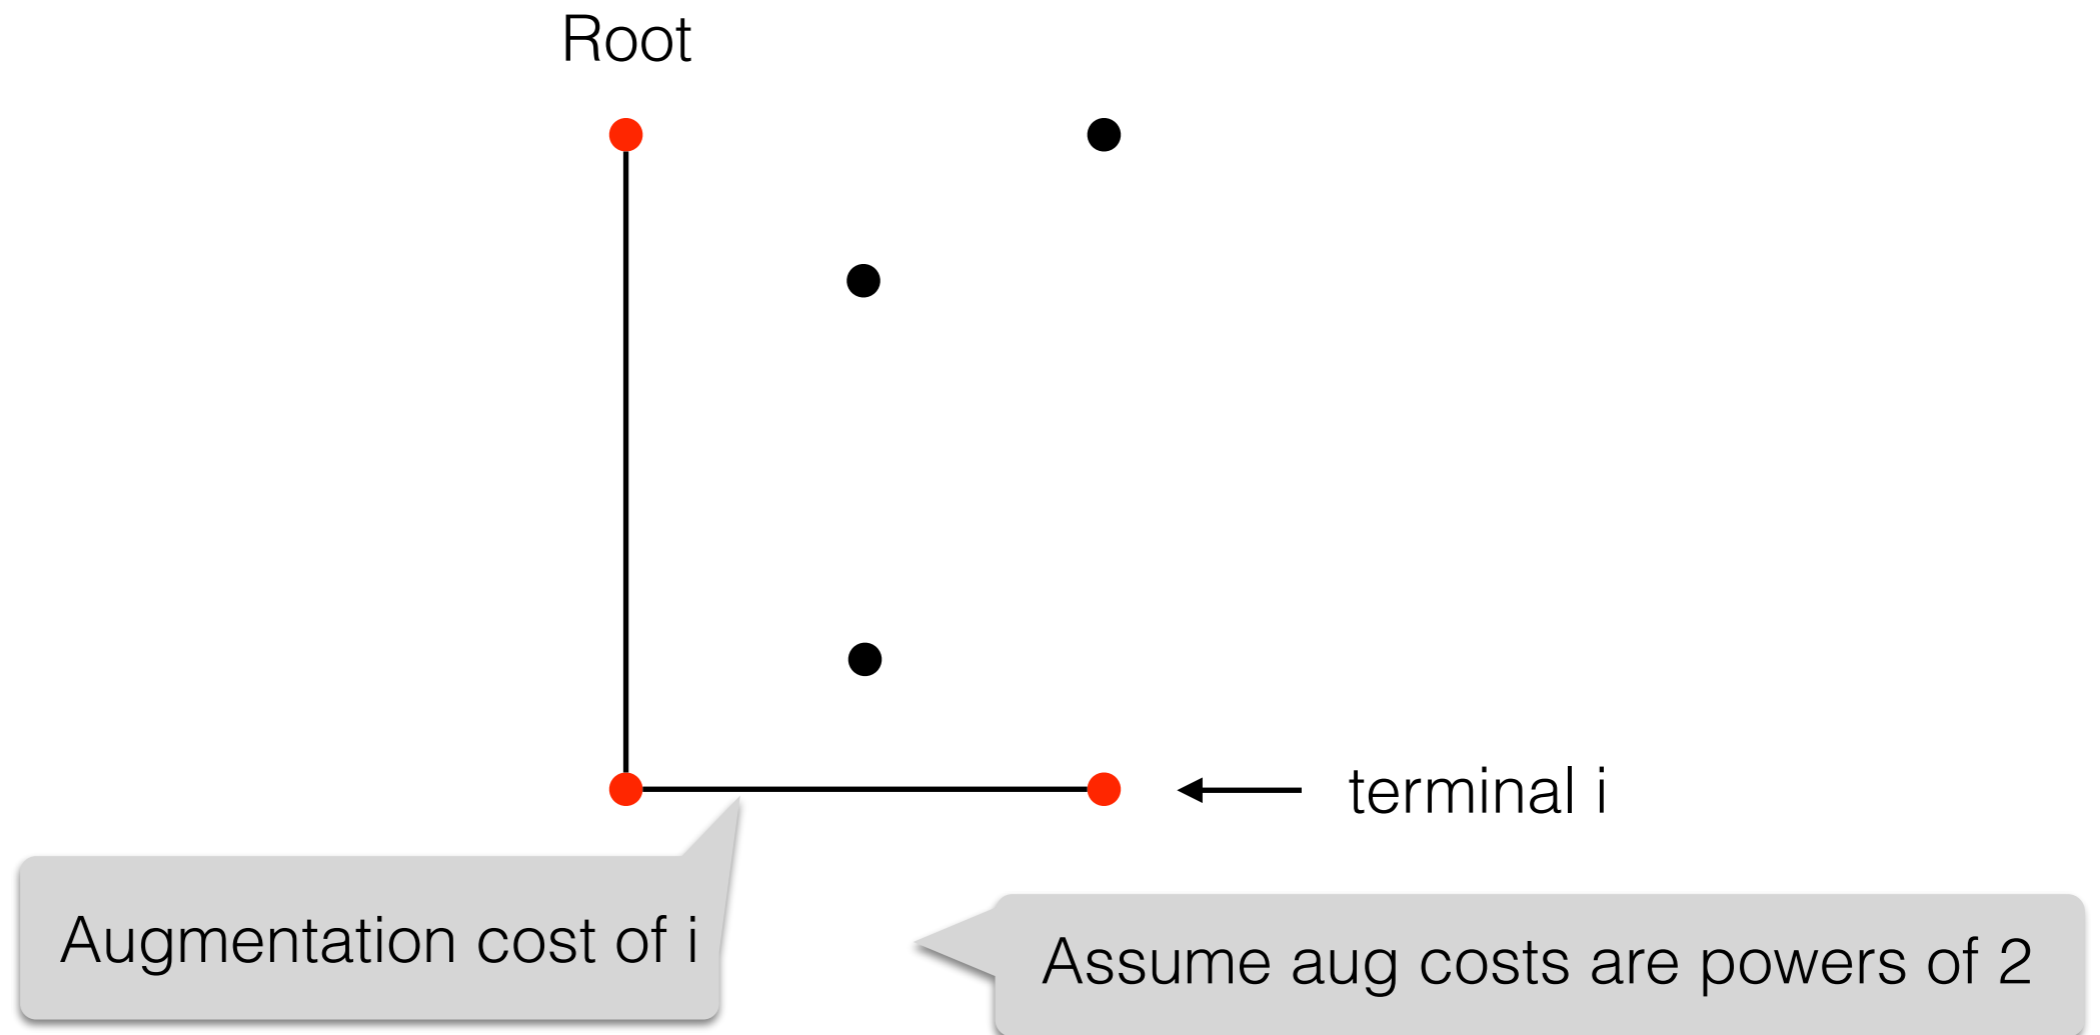 Root
terminal i
Augmentation cost of i
Assume aug costs are powers of 2